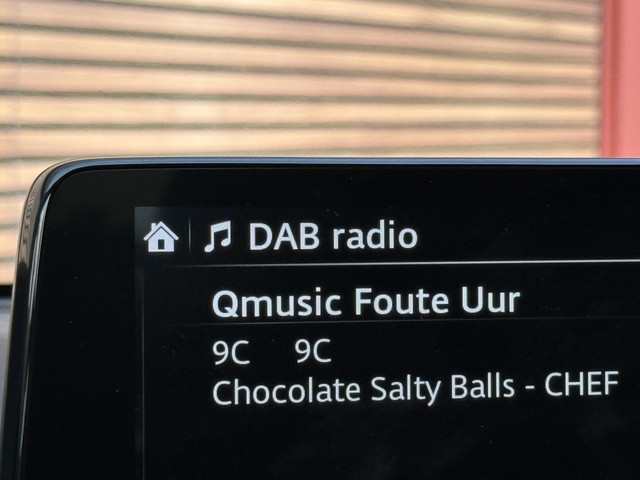 DAB radio
Qmusic Foute Uur
9C 9C
Chocolate Salty Balls - CHEF